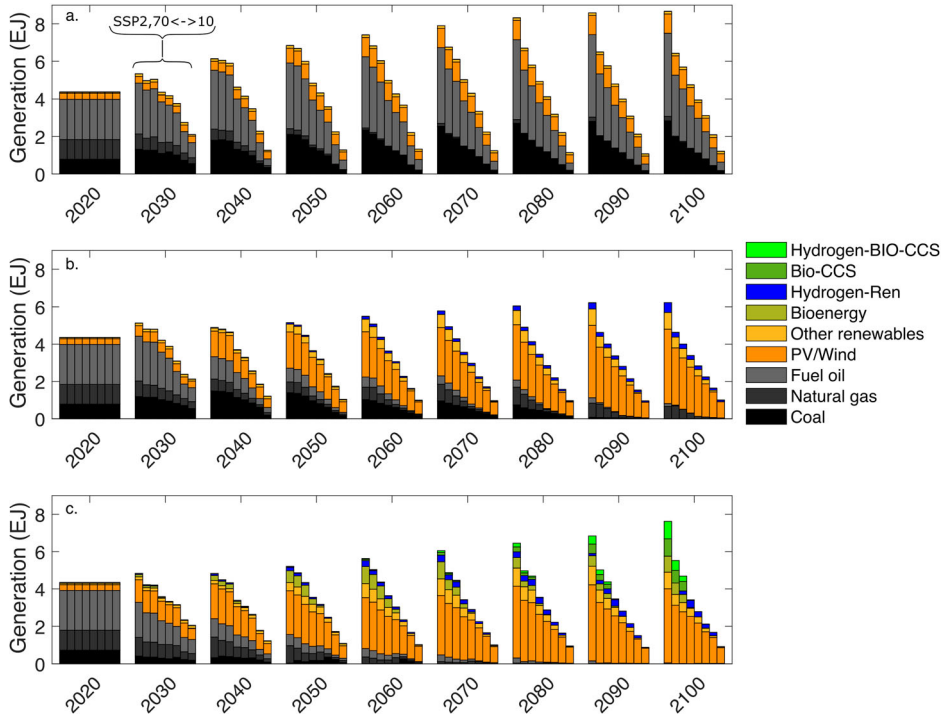 a.
SSP2,70<->10
Generation (EJ)
8
6
4
2
0
2020 2030 2040 2050 2060 2070 2080 2090 2100
b.
Generation (EJ)
8
6
4
2
0
2020 2030 2040 2050 2060 2070 2080 2090 2100
Hydrogen-BIO-CCS
Bio-CCS
Hydrogen-Ren
Bioenergy
Other renewables
PV/Wind
Fuel oil
Natural gas
Coal
c.
Generation (EJ)
8
6
4
2
0
2020 2030 2040 2050 2060 2070 2080 2090 2100